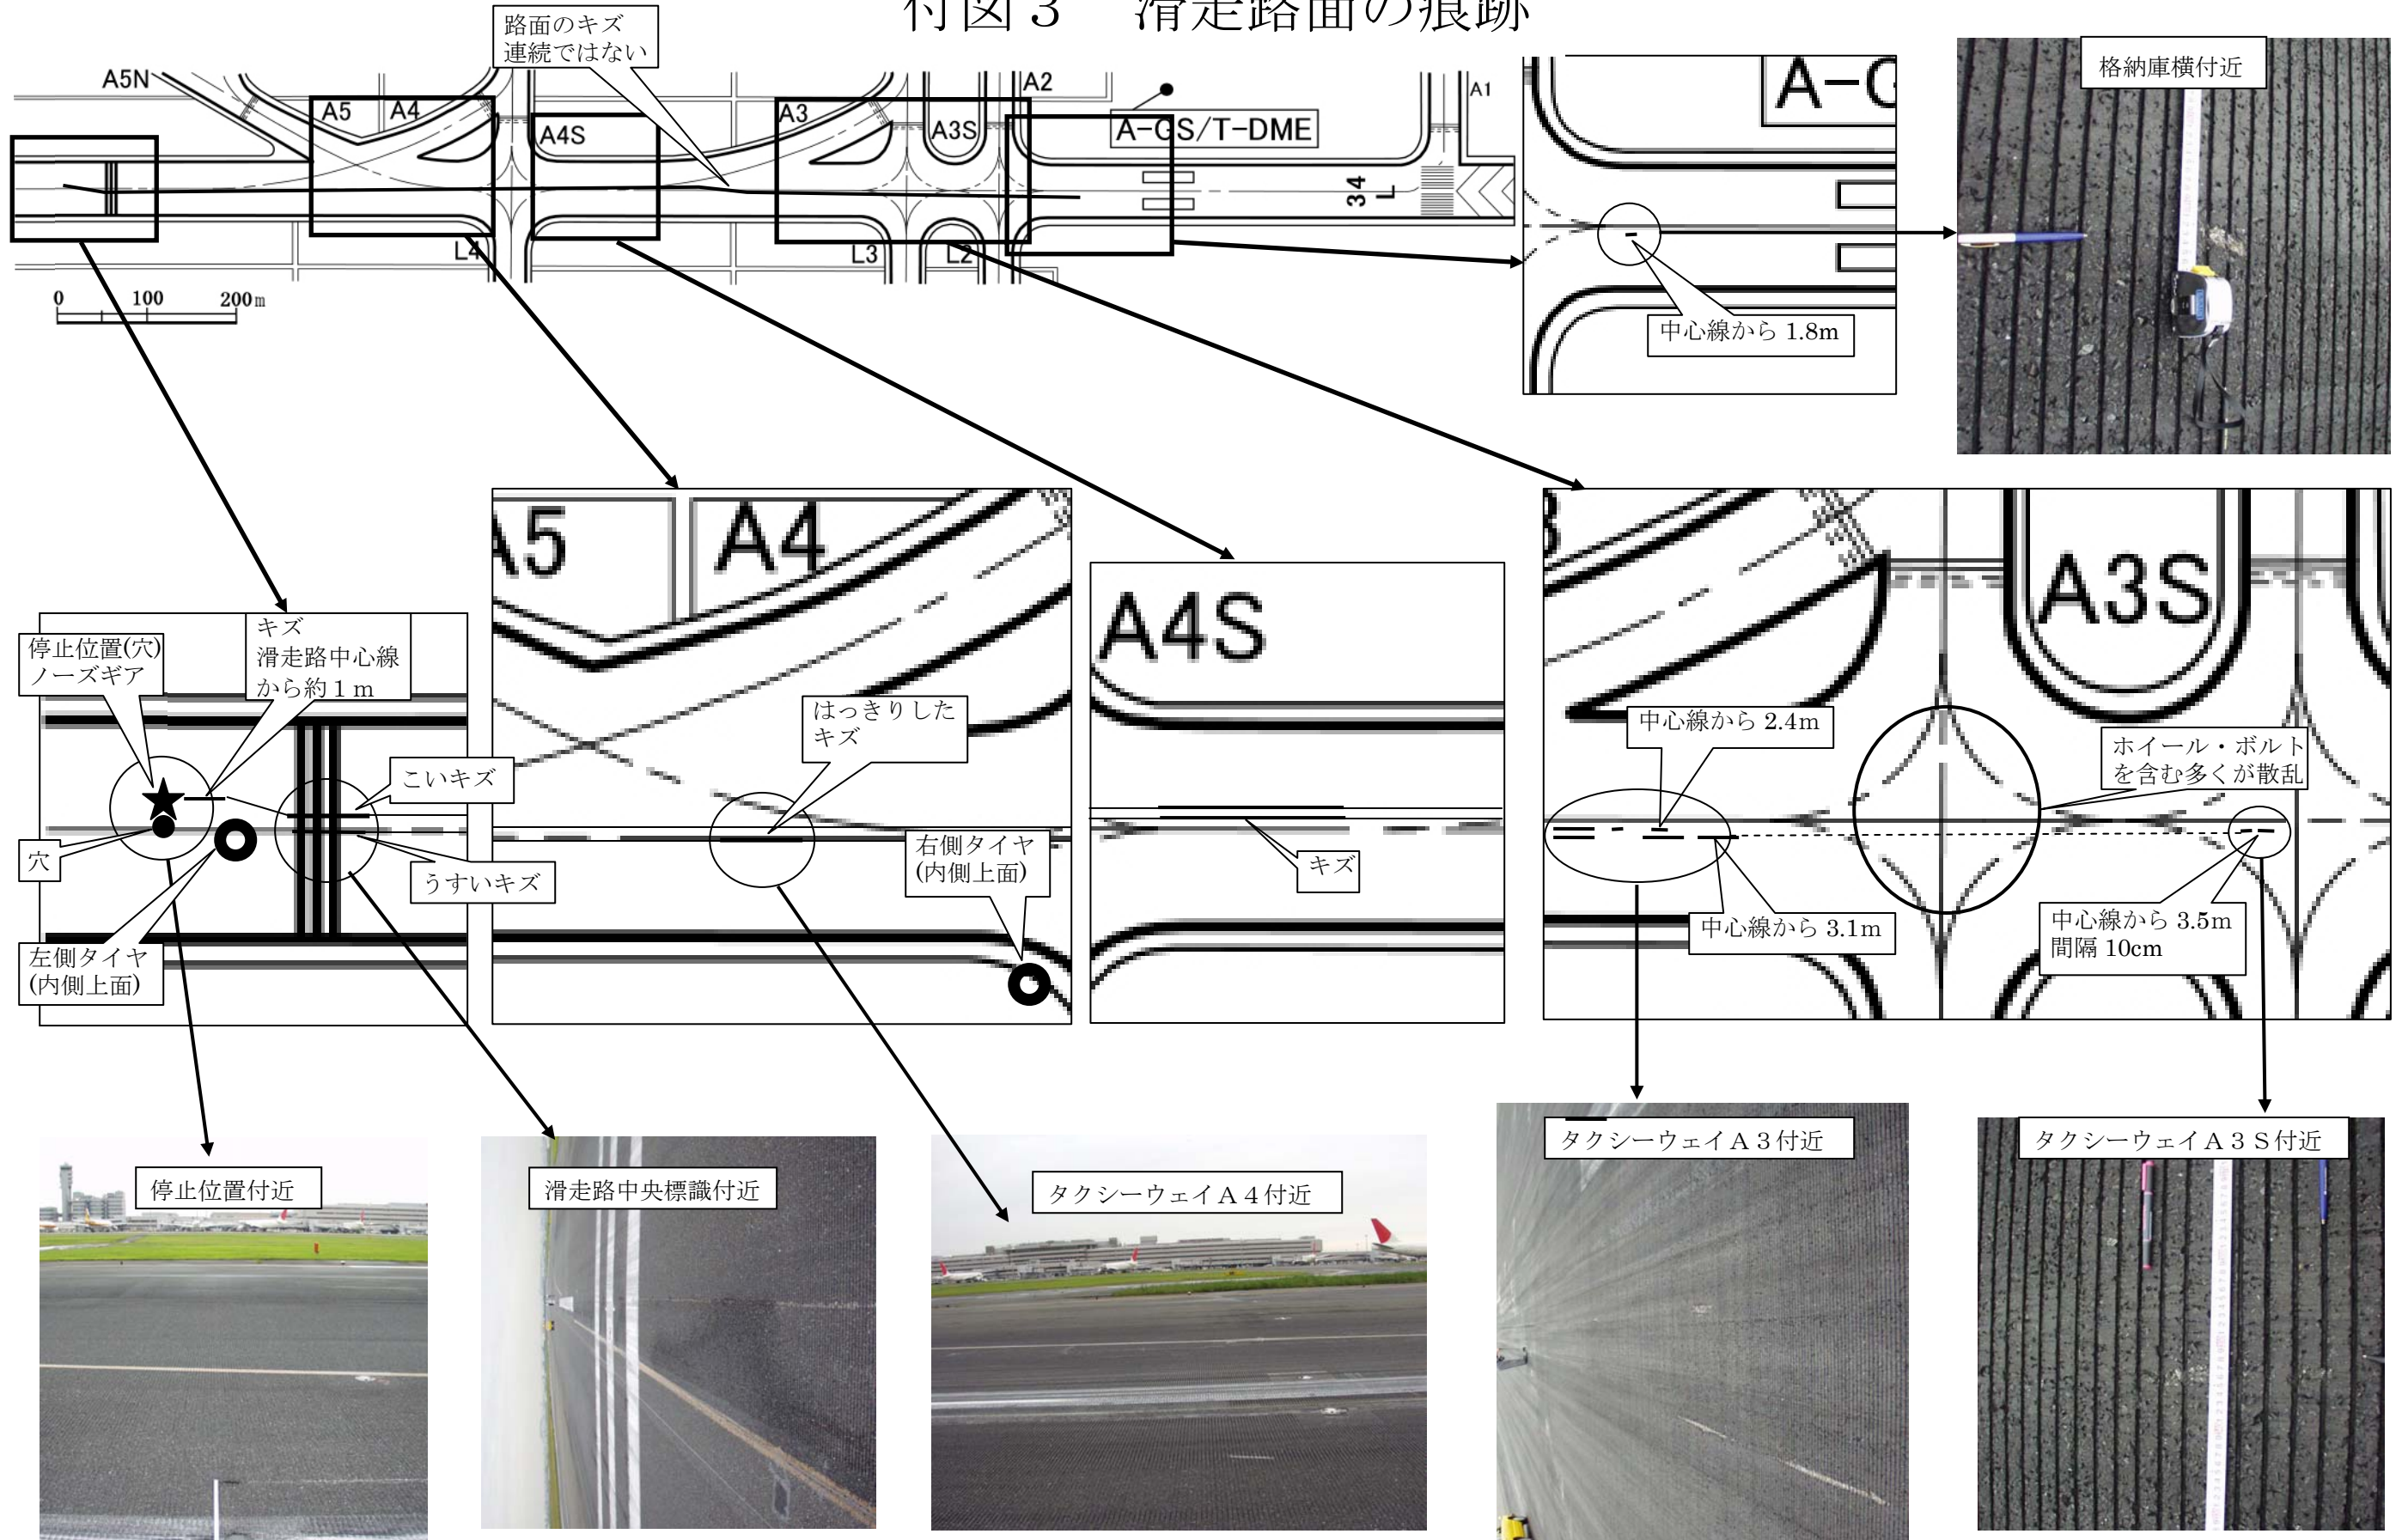 付図３　滑走路面の痕跡
路面のキズ
連続ではない
A5N
A5
A4
A4S
A3
A3S
A2
A-GS/T-DME
A1
34
L
L4
L3
L2
0 100 200m
A-G
中心線から 1.8m
格納庫横付近
停止位置(穴)
ノーズギア
キズ
滑走路中心線
から約１m
こいキズ
うすいキズ
穴
左側タイヤ
(内側上面)
A5
A4
はっきりした
キズ
右側タイヤ
(内側上面)
A4S
キズ
A3S
中心線から 2.4m
ホイール・ボルト
を含む多くが散乱
中心線から 3.1m
中心線から 3.5m
間隔 10cm
停止位置付近
滑走路中央標識付近
タクシーウェイＡ４付近
タクシーウェイＡ３付近
タクシーウェイＡ３Ｓ付近